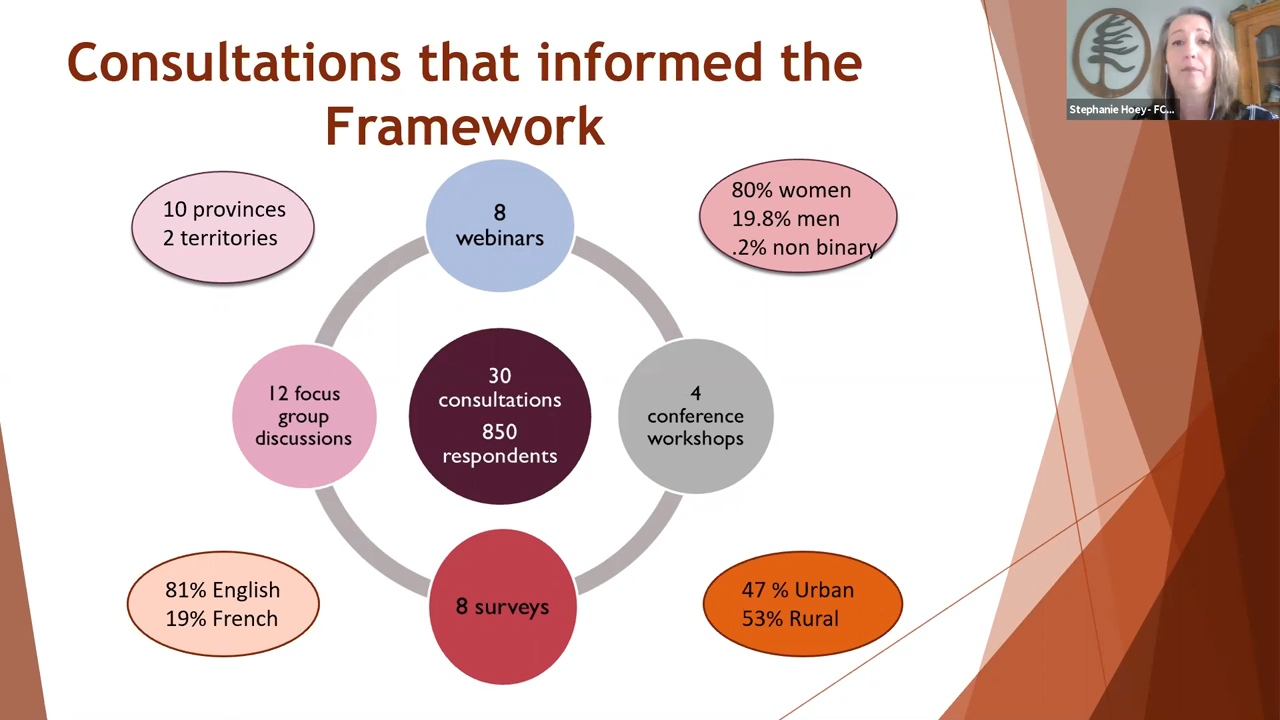 Consultations that informed the
Framework
Stephanie Hoey - FC...
10 provinces
2 territories
8
webinars
80% women
19.8% men
.2% non binary
12 focus
group
discussions
30
consultations
850
respondents
4
conference
workshops
81% English
19% French
8 surveys
47 % Urban
53% Rural